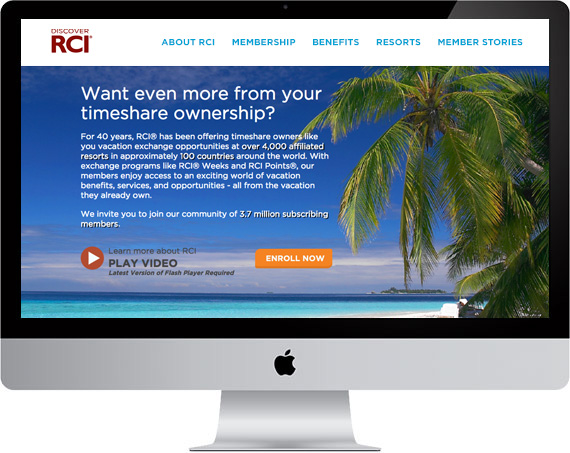 DISCOVER
RCI®
ABOUT RCI
MEMBERSHIP
BENEFITS
RESORTS
MEMBER STORIES
Want even more from your
timeshare ownership?
For 40 years, RCI® has been offering timeshare owners like
you vacation exchange opportunities at over 4,000 affiliated
resorts in approximately 100 countries around the world. With
exchange programs like RCI® Weeks and RCI Points®, our
members enjoy access to an exciting world of vacation
benefits, services, and opportunities - all from the vacation
they already own.
We invite you to join our community of 3.7 million subscribing
members.
Learn more about RCI
PLAY VIDEO
Latest Version of Flash Player Required
ENROLL NOW